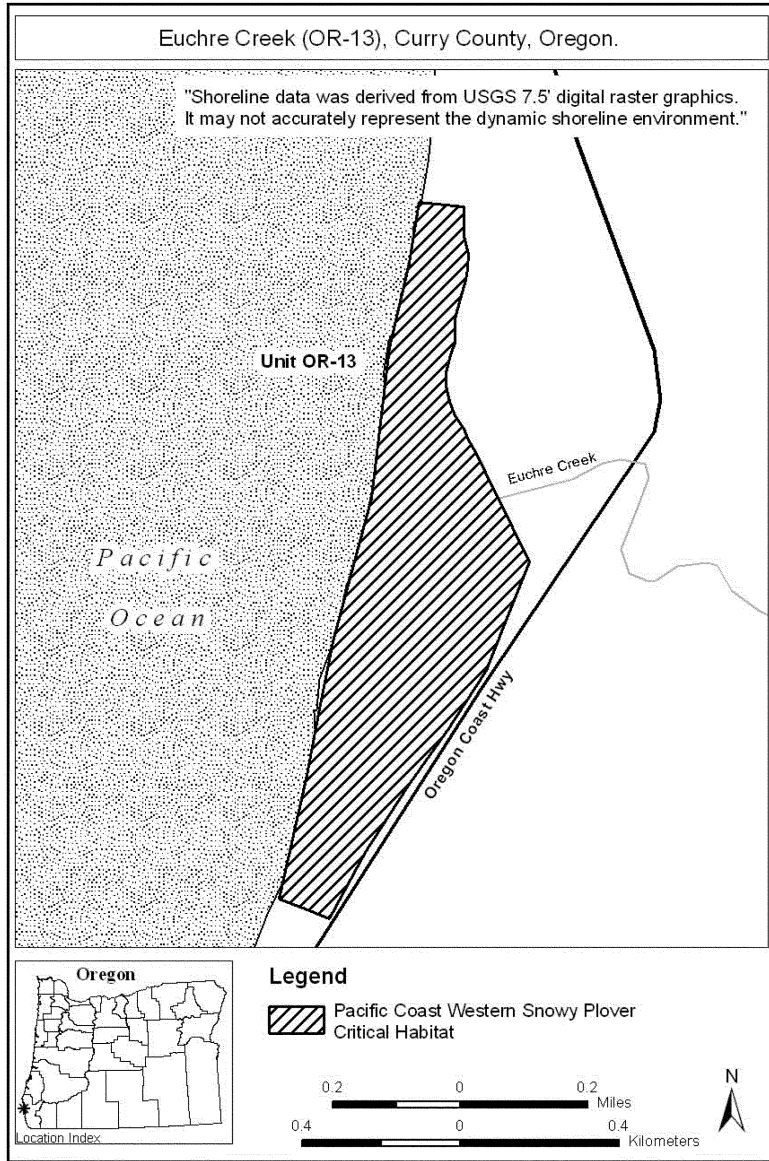 Euchre Creek (OR-13), Curry County, Oregon.
"Shoreline data was derived from USGS 7.5' digital raster graphics.
It may not accurately represent the dynamic shoreline environment."
Unit OR-13
Euchre Creek
Pacific
Ocean
Oregon Coast Hwy
Oregon
Location Index
Legend
Pacific Coast Western Snowy Plover
Critical Habitat
0.2 0 0.2
Miles
0.4 0 0.4
Kilometers
N